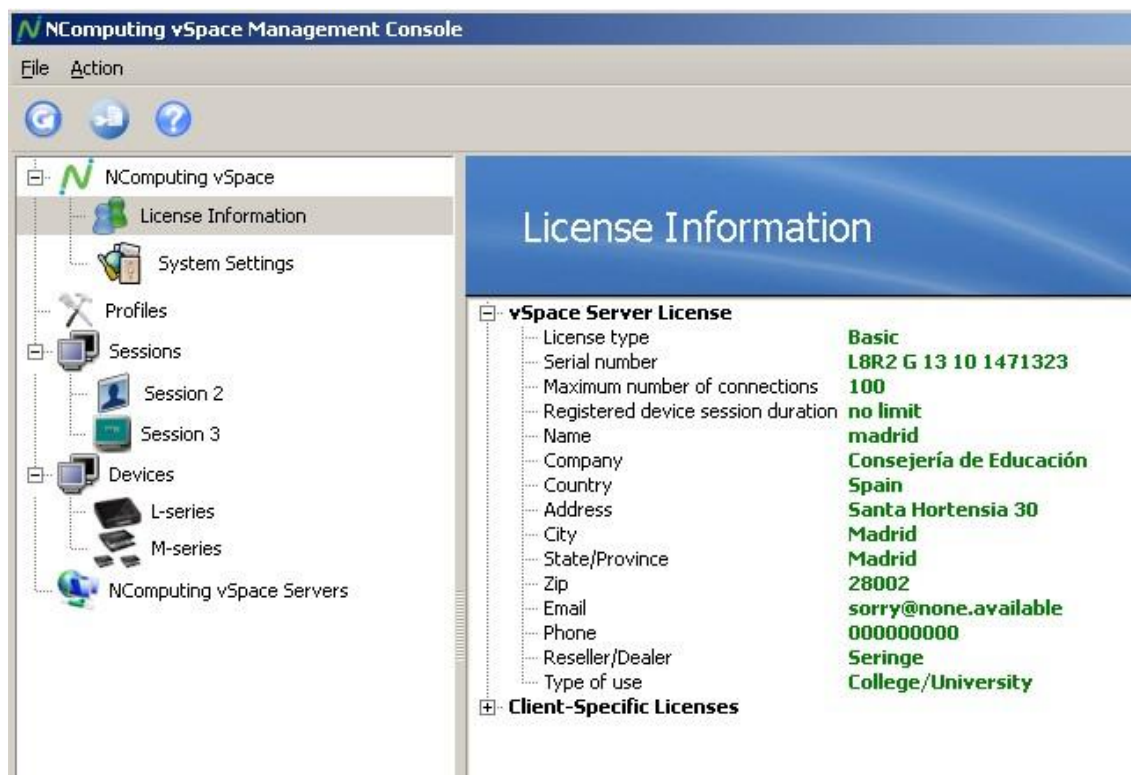 NComputing vSpace Management Console
File Action
NComputing vSpace
License Information
System Settings
Profiles
Sessions
Session 2
Session 3
Devices
L-series
M-series
NComputing vSpace Servers
License Information
vSpace Server License
License type Basic
Serial number L8R2 G 13 10 1471323
Maximum number of connections 100
Registered device session duration no limit
Name madrid
Company Consejería de Educación
Country Spain
Address Santa Hortensia 30
City Madrid
State/Province Madrid
Zip 28002
Email sorry@none.available
Phone 000000000
Reseller/Dealer Seringe
Type of use College/University
Client-Specific Licenses